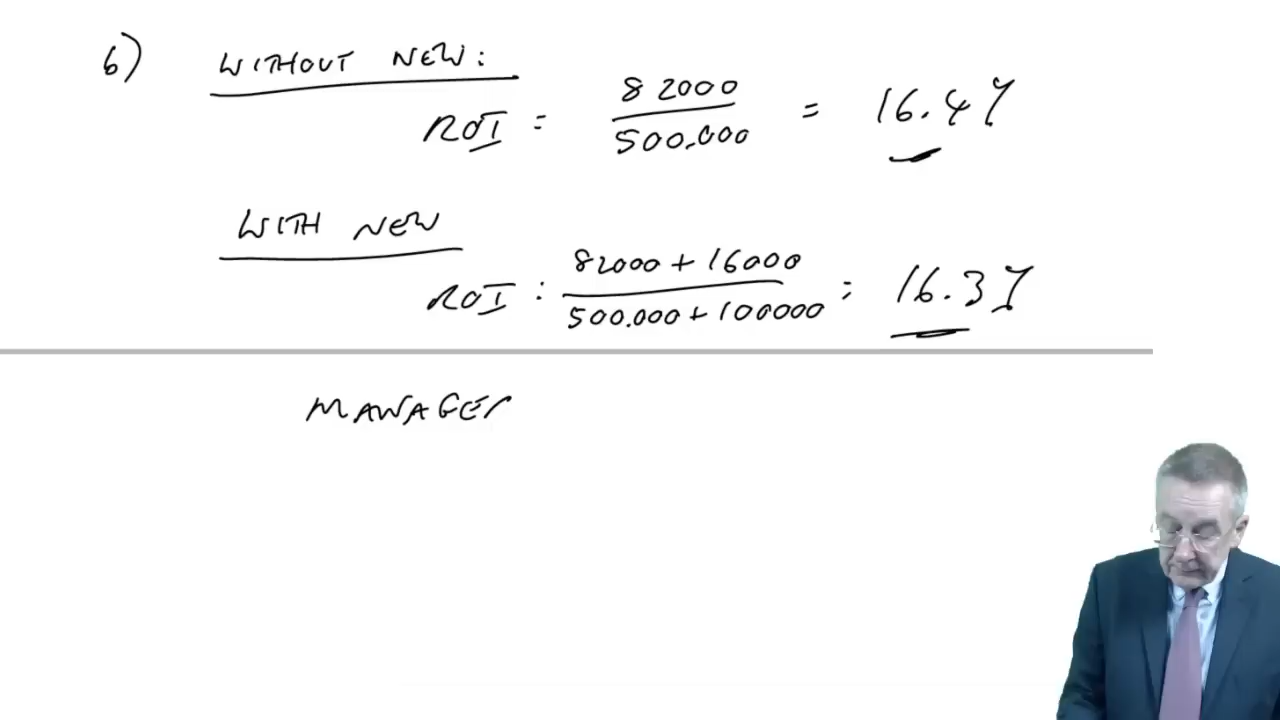 6) WITHOUT NEW:
ROI = 82000 / 500.000 = 16.4%
WITH NEW
ROI : 82000 + 16000 / 500.000 + 100000 : 16.3%
MANAGER